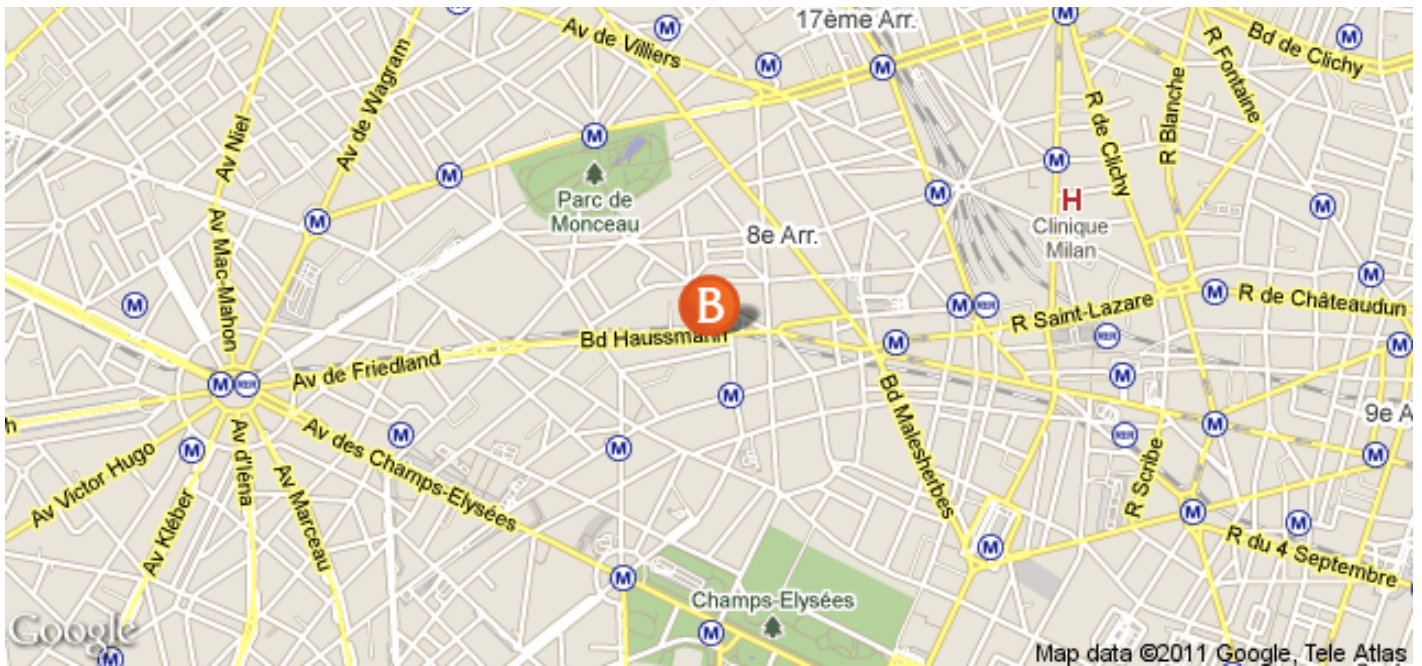 17ème Arr.
Av de Villiers
Bd de Clichy
R Fontaine
R Blanche
R de Clichy
Av de Wagram
Av Niel
Av Mac-Mahon
Parc de
Monceau
H
Clinique
Milan
8e Arr.
B
Bd Haussmann
R Saint-Lazare
R de Châteaudun
Av de Friedland
M
RER
Av des Champs-Elysées
Bd Malesherbes
9e A
R Scribe
Av Victor Hugo
Av d'Iéna
Av Kléber
Av Marceau
R du 4 Septembre
Champs-Elysées
Google
Map data ©2011 Google, Tele Atlas